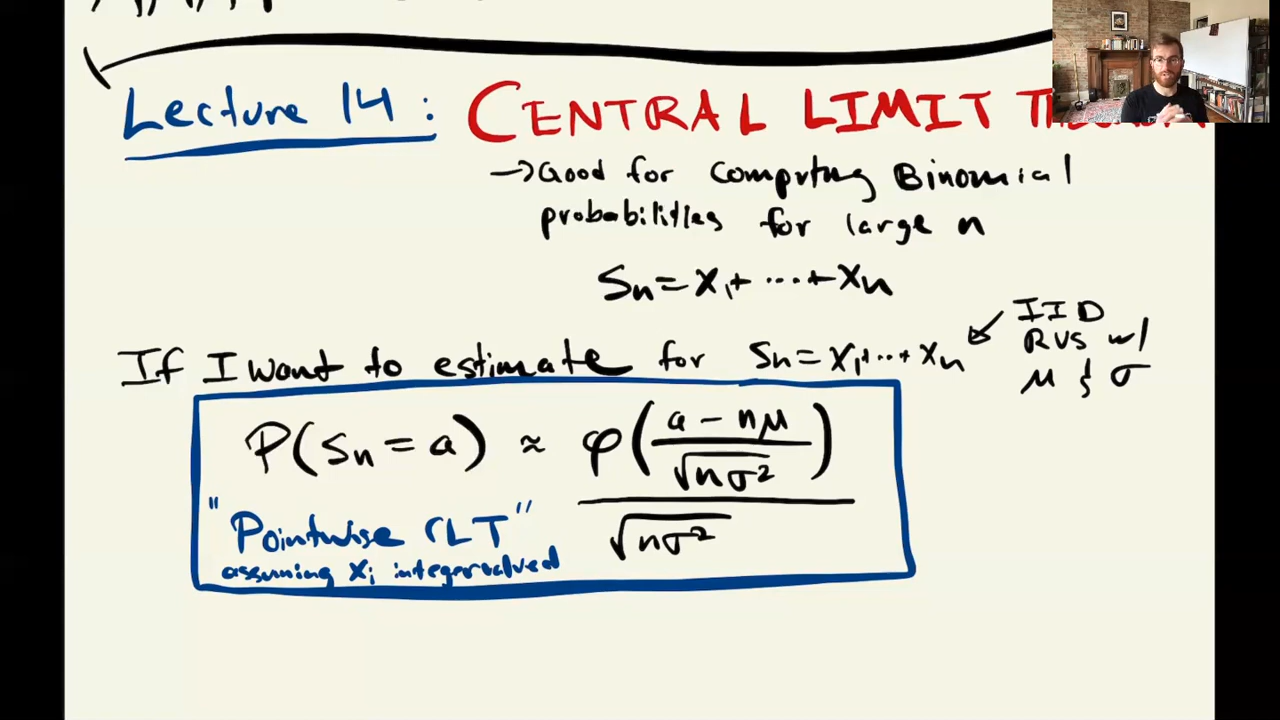 Lecture 14: CENTRAL LIMIT
→ Good for computing Binomial
probabilities for large n
Sn = X1 + ··· + Xn
If I want to estimate for Sn = X1 + ··· + Xn
IID
RVS w/
μ & σ
P(Sn = a) ≈ φ((a - nμ)/√nσ²)/√nσ²
"Pointwise CLT"
assuming Xi integer valued